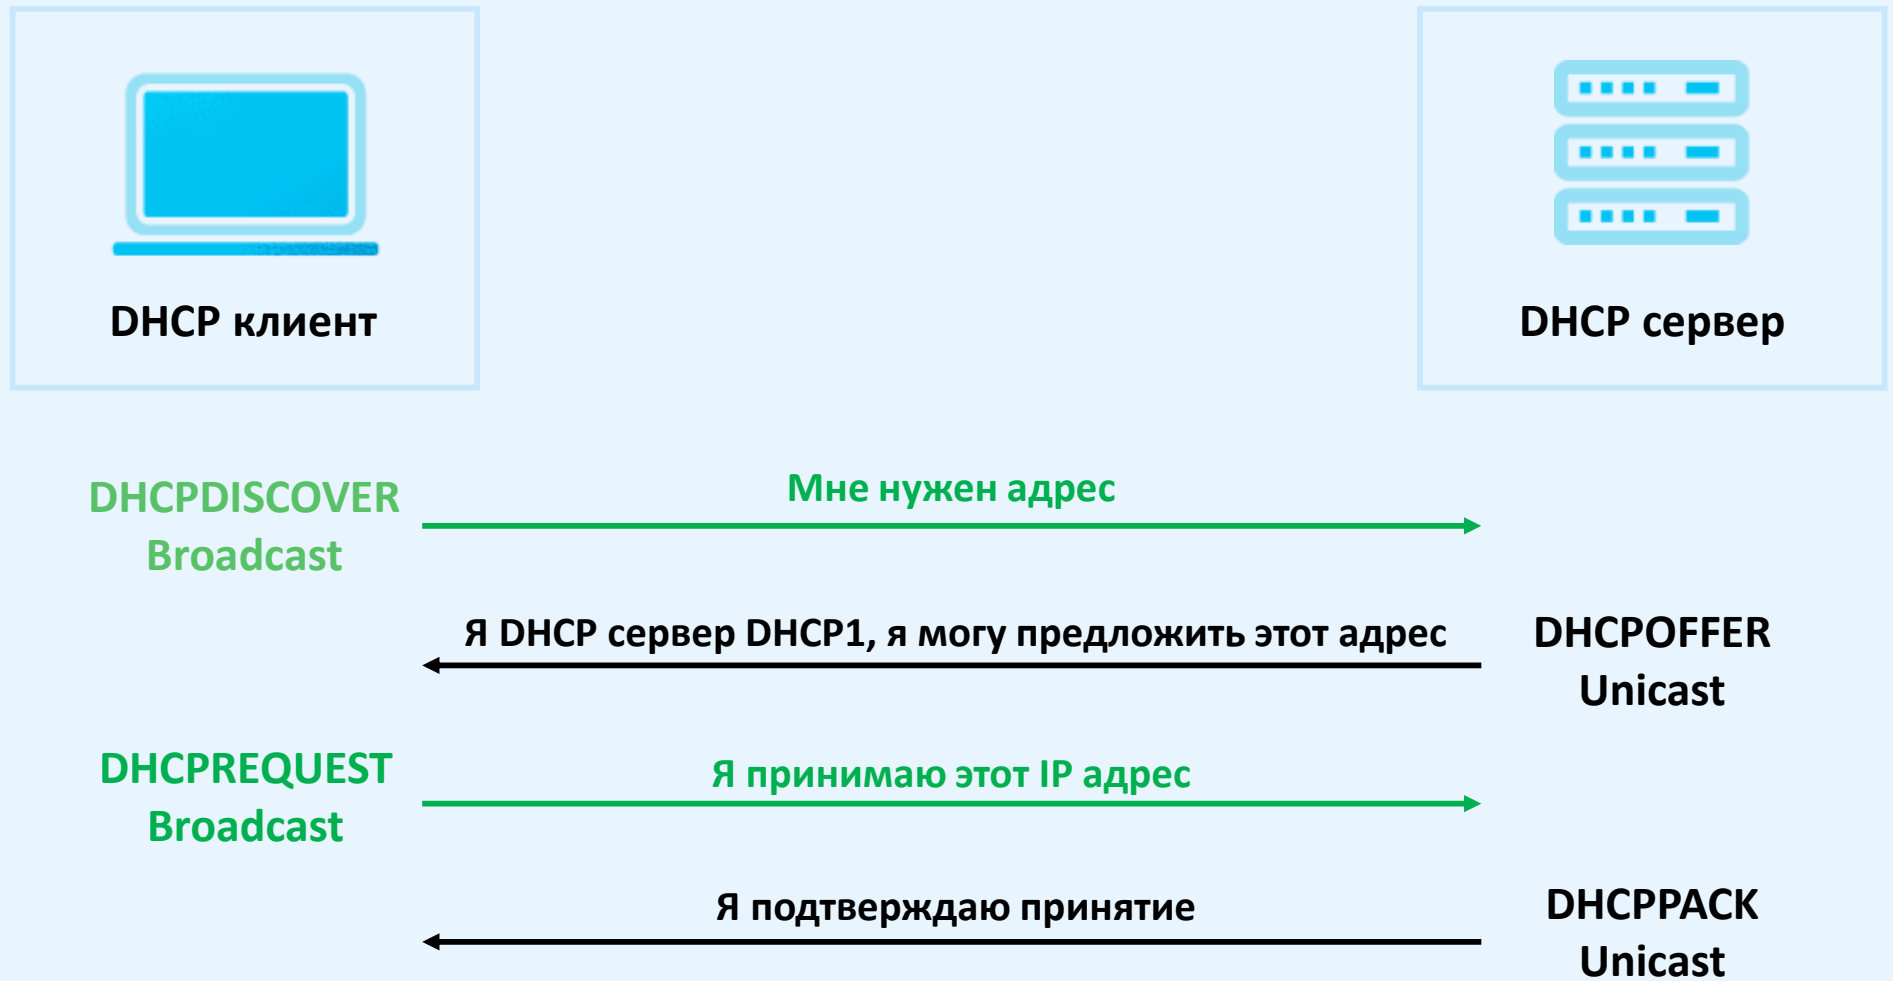 DHCP клиент
DHCP сервер
DHCPDISCOVER
Broadcast
Мне нужен адрес
Я DHCP сервер DHCP1, я могу предложить этот адрес
DHCPOFFER
Unicast
DHCPREQUEST
Broadcast
Я принимаю этот IP адрес
Я подтверждаю принятие
DHCPPACK
Unicast